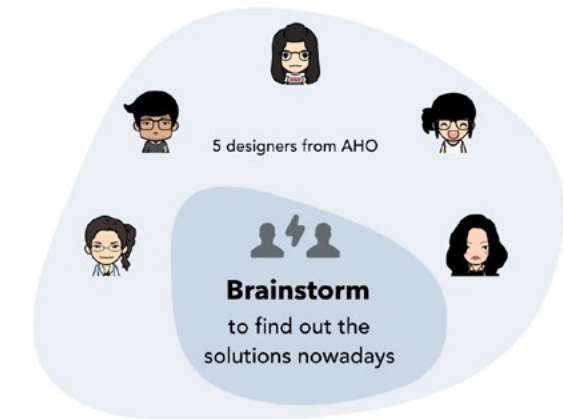 5 designers from AHO
Brainstorm
to find out the
solutions nowadays